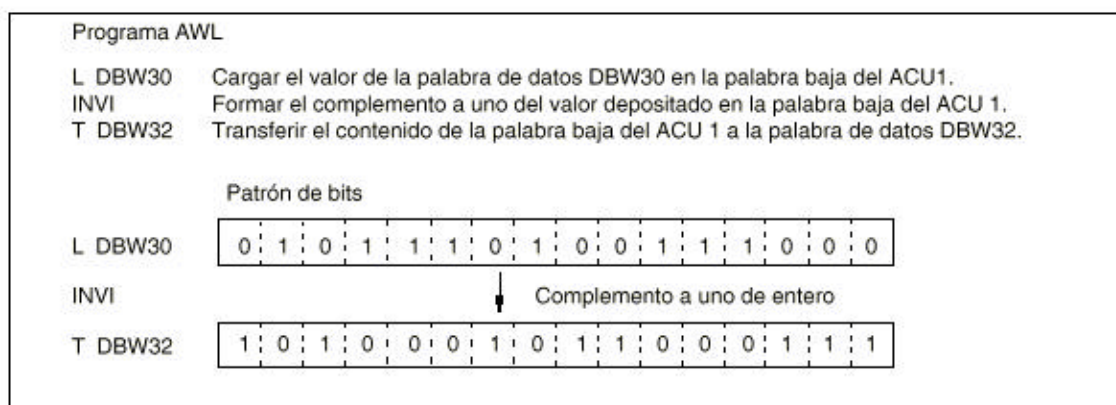 Programa AWL
L DBW30 Cargar el valor de la palabra de datos DBW30 en la palabra baja del ACU1.
INVI Formar el complemento a uno del valor depositado en la palabra baja del ACU 1.
T DBW32 Transferir el contenido de la palabra baja del ACU 1 a la palabra de datos DBW32.
Patrón de bits
L DBW30 0 1 0 1 1 1 0 1 0 0 1 1 1 0 0 0
INVI Complemento a uno de entero
T DBW32 1 0 1 0 0 0 1 0 1 1 0 0 0 1 1 1